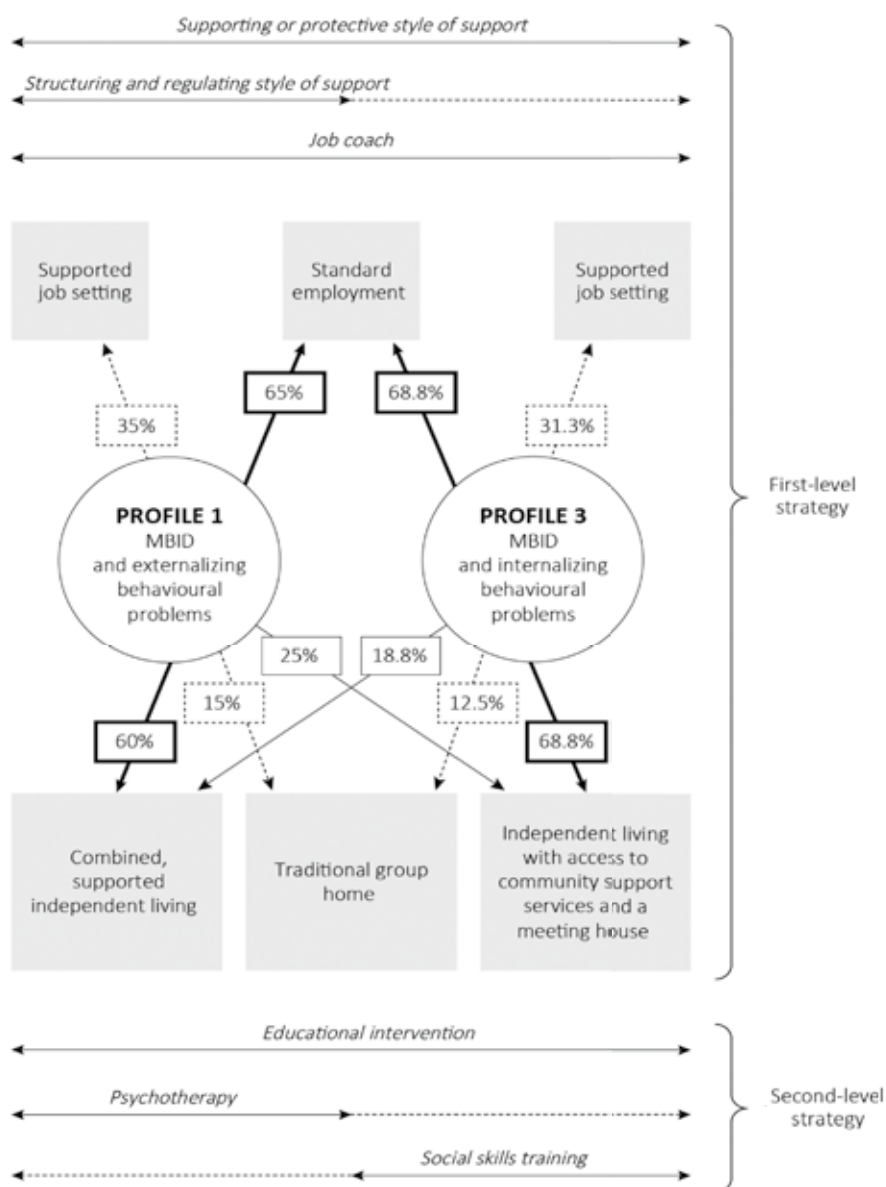 Supporting or protective style of support
Structuring and regulating style of support
Job coach
Supported
job setting
Standard
employment
Supported
job setting
65%
68.8%
35%
31.3%
PROFILE 1
MBID
and externalizing
behavioural
problems
PROFILE 3
MBID
and internalizing
behavioural
problems
First-level
strategy
25%
18.8%
15%
12.5%
60%
68.8%
Combined,
supported
independent living
Traditional group
home
Independent living
with access to
community support
services and a
meeting house
Educational intervention
Psychotherapy
Social skills training
Second-level
strategy